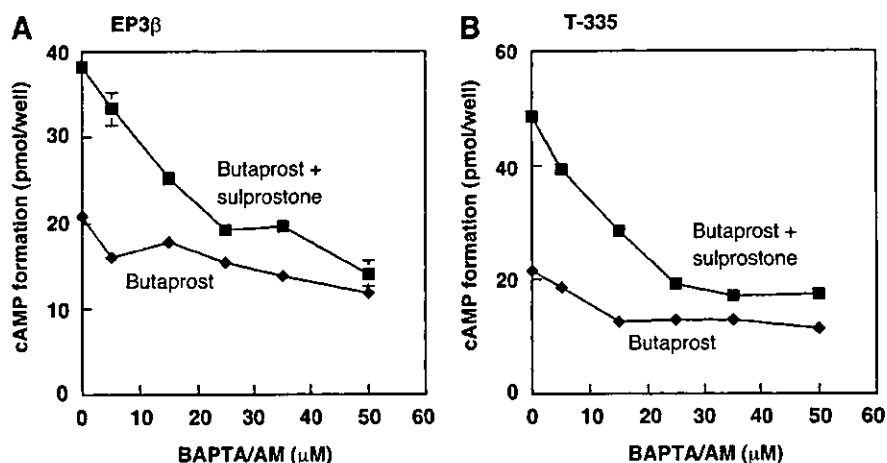 A
EP3β
cAMP formation (pmol/well)
40
30
20
10
0
Butaprost +
sulprostone
Butaprost
0 10 20 30 40 50 60
BAPTA/AM (μM)
B
T-335
cAMP formation (pmol/well)
60
40
20
0
Butaprost +
sulprostone
Butaprost
0 10 20 30 40 50 60
BAPTA/AM (μM)